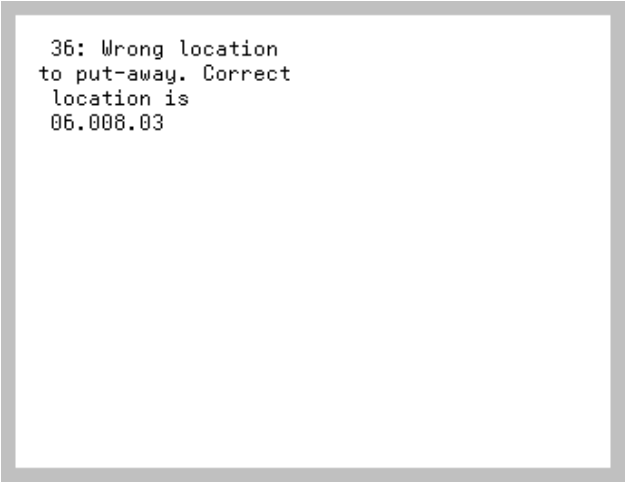 36: Wrong location
to put-away. Correct
location is
06.008.03